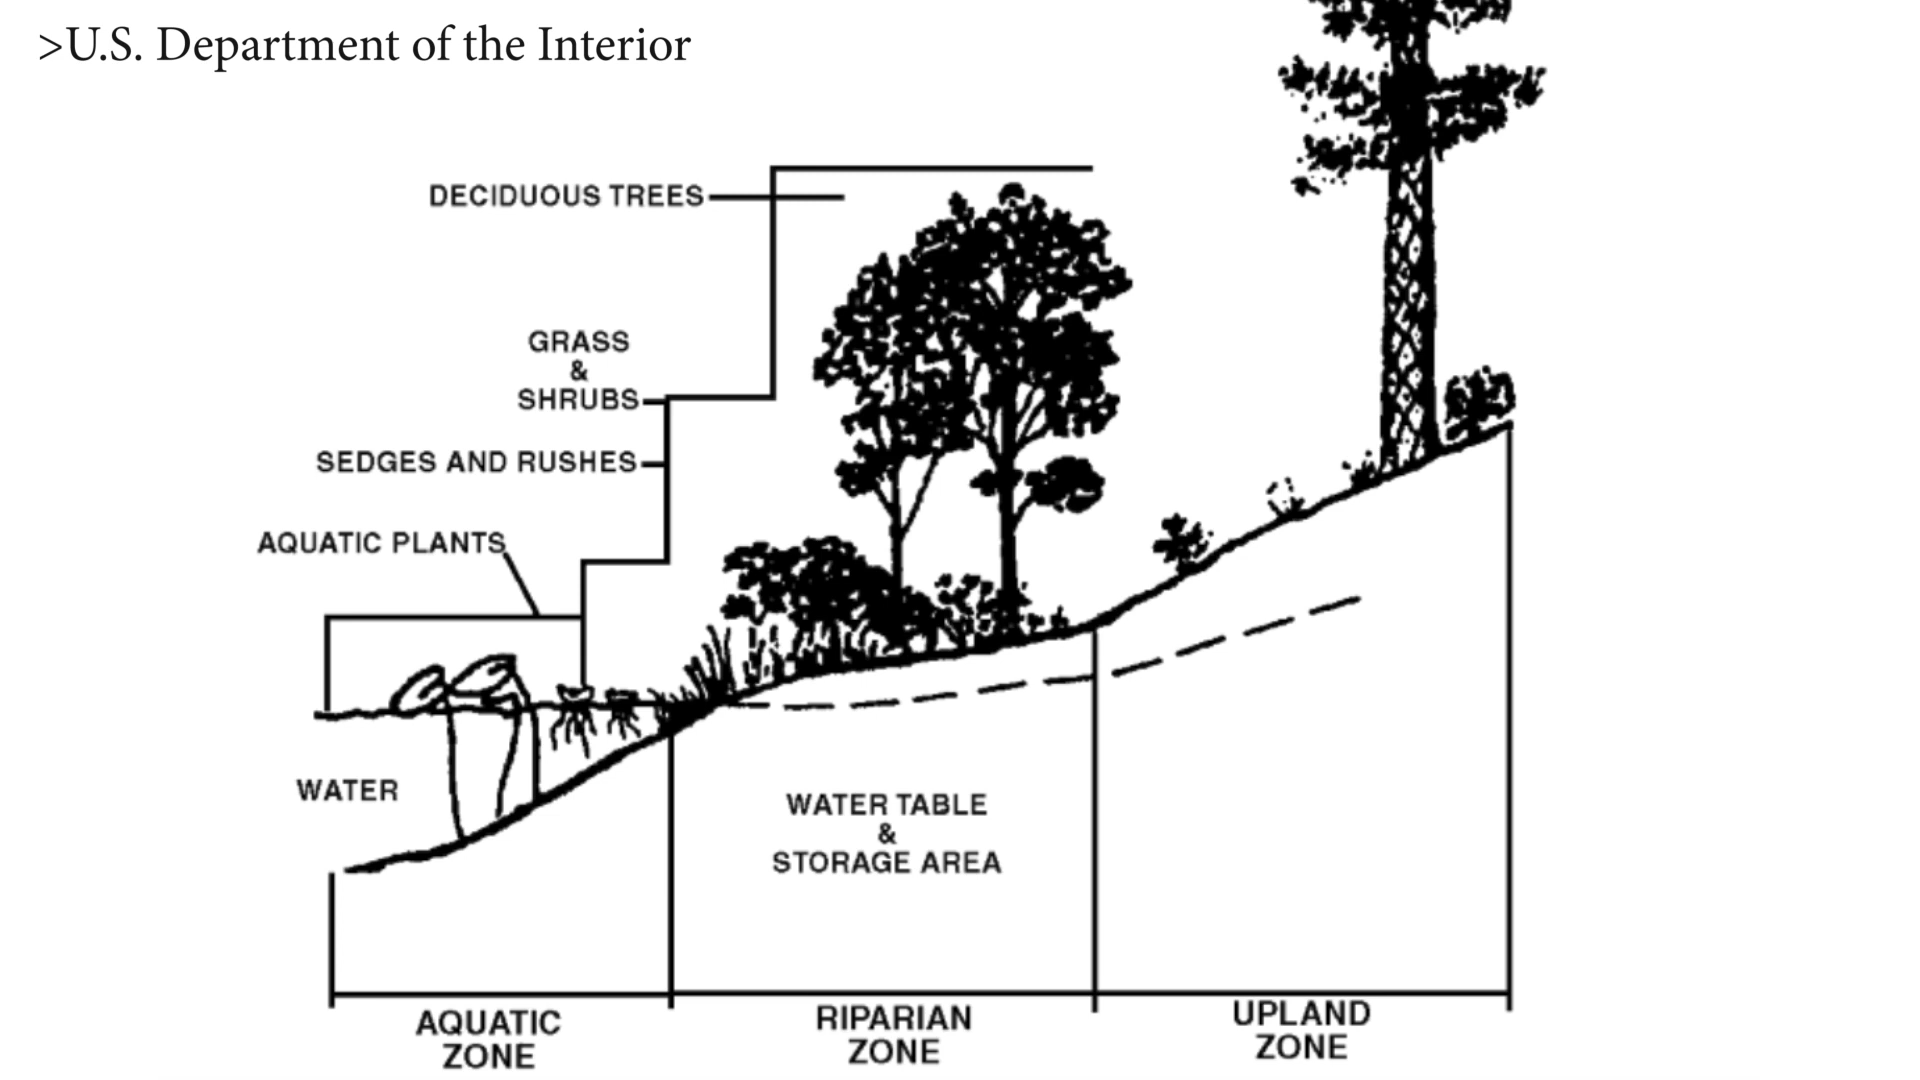 >U.S. Department of the Interior
DECIDUOUS TREES
GRASS
&
SHRUBS
SEDGES AND RUSHES
AQUATIC PLANTS
WATER
WATER TABLE
&
STORAGE AREA
AQUATIC
ZONE
RIPARIAN
ZONE
UPLAND
ZONE